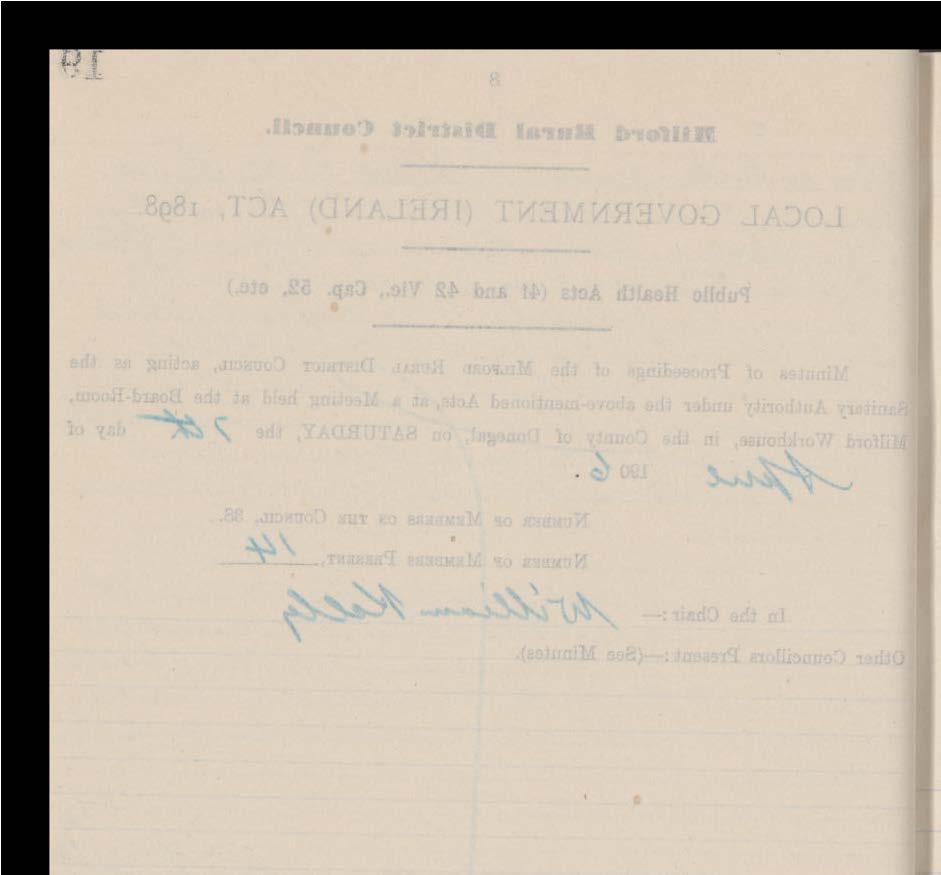 19
8
Milford Rural District Council.
LOCAL GOVERNMENT (IRELAND) ACT, 1898.
Public Health Acts (41 and 42 Vic., Cap. 52, etc.)
Minutes of Proceedings of the MILFORD RURAL DISTRICT COUNCIL, acting as the
Sanitary Authority under the above-mentioned Acts, at a Meeting held at the Board-Room,
Milford Workhouse, in the County of Donegal, on SATURDAY, the 7th day of
April 1906.
NUMBER OF MEMBERS ON THE COUNCIL, 38.
NUMBER OF MEMBERS PRESENT, 14
In the Chair:— William Kelly
Other Councillors Present:—(See Minutes).